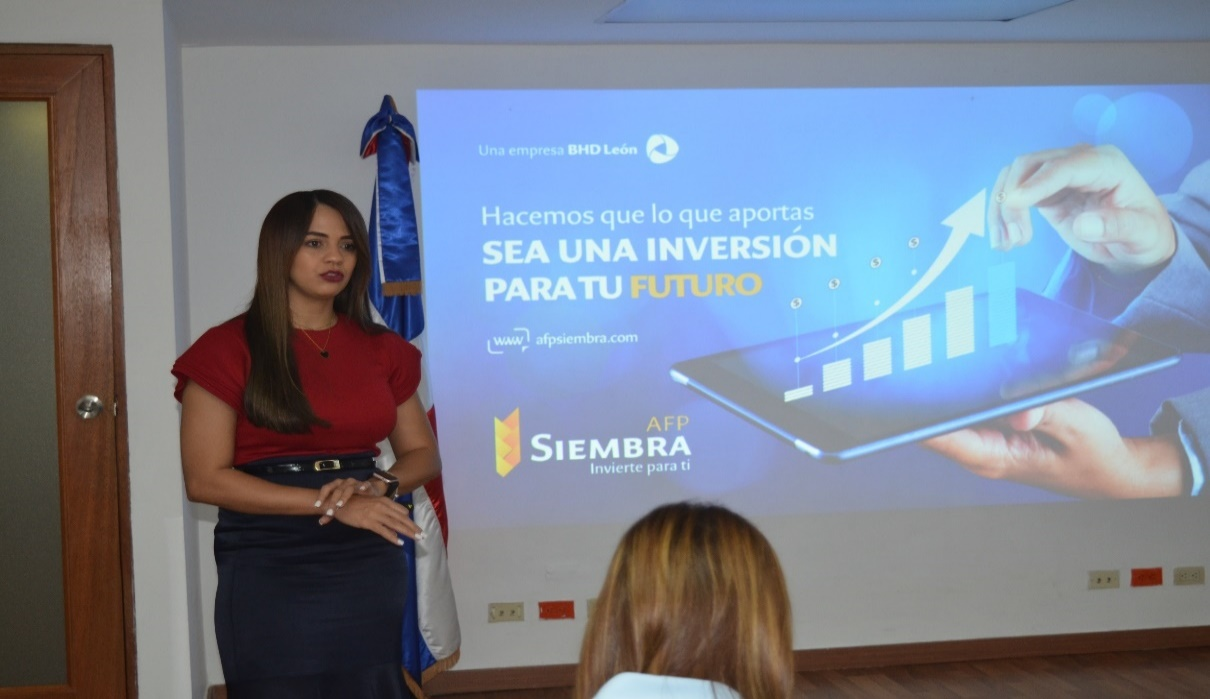 Una empresa BHD León
Hacemos que lo que aportas
SEA UNA INVERSIÓN
PARA TU FUTURO
www afpsiembra.com
AFP
SIEMBRA
Invierte para ti